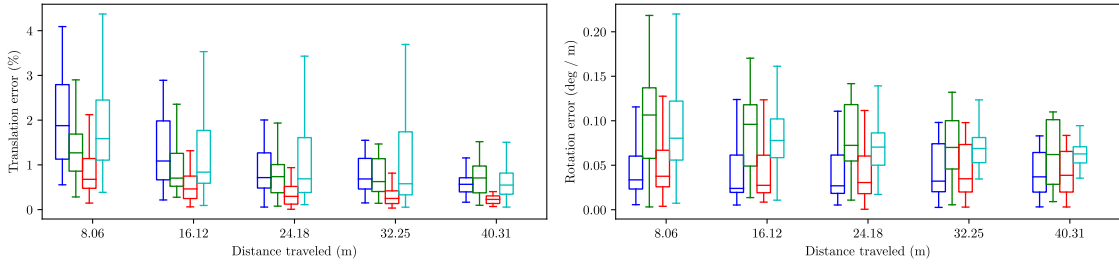 Translation error (%)
4
3
2
1
0
8.06 16.12 24.18 32.25 40.31
Distance traveled (m)
Rotation error (deg / m)
0.20
0.15
0.10
0.05
0.00
8.06 16.12 24.18 32.25 40.31
Distance traveled (m)